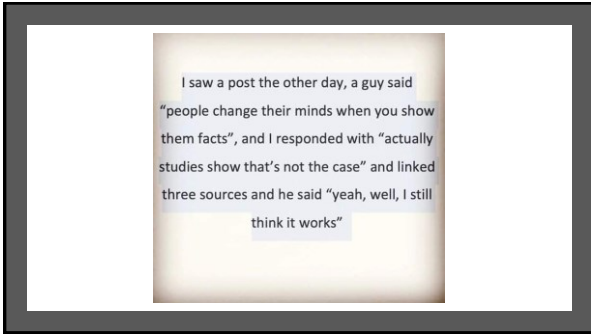 I saw a post the other day, a guy said
“people change their minds when you show
them facts”, and I responded with “actually
studies show that’s not the case” and linked
three sources and he said “yeah, well, I still
think it works”